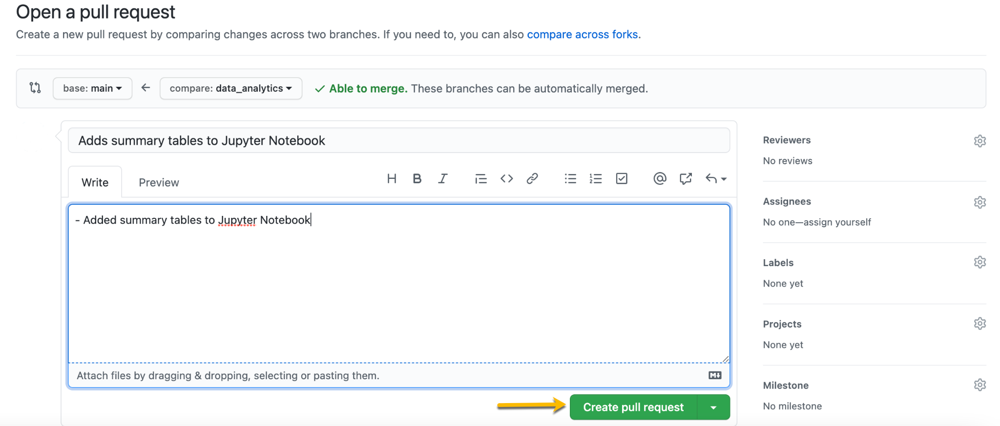 Open a pull request
Create a new pull request by comparing changes across two branches. If you need to, you can also compare across forks.
base: main
compare: data_analytics
Able to merge. These branches can be automatically merged.
Adds summary tables to Jupyter Notebook
Write
Preview
H
B
I
- Added summary tables to Jupyter Notebook
Attach files by dragging & dropping, selecting or pasting them.
M
Create pull request
Reviewers
No reviews
Assignees
No one—assign yourself
Labels
None yet
Projects
None yet
Milestone
No milestone